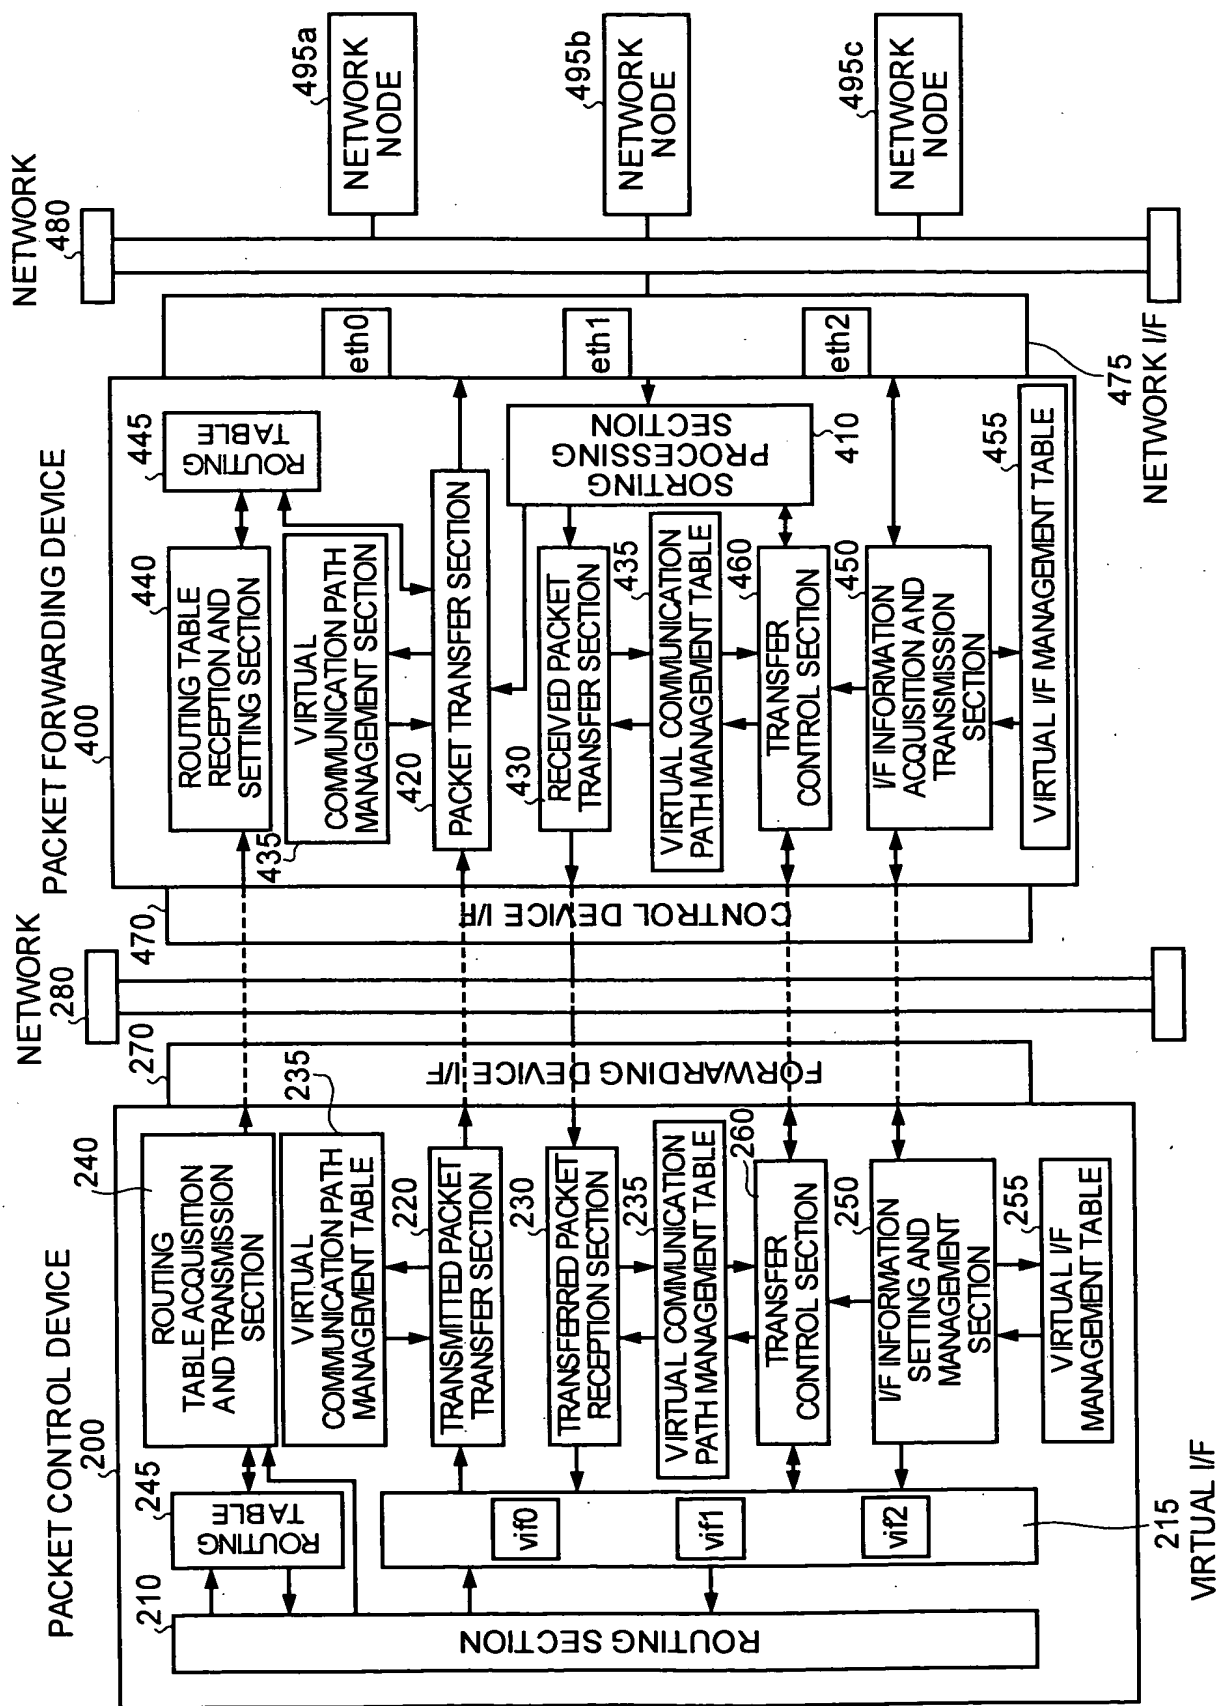 PACKET CONTROL DEVICE
200
210
ROUTING SECTION
245
ROUTING
TABLE
vif0
vif1
vif2
215
VIRTUAL I/F
240
ROUTING
TABLE ACQUISITION
AND TRANSMISSION
SECTION
235
VIRTUAL
COMMUNICATION PATH
MANAGEMENT TABLE
220
TRANSMITTED PACKET
TRANSFER SECTION
230
TRANSFERRED PACKET
RECEPTION SECTION
235
VIRTUAL COMMUNICATION
PATH MANAGEMENT TABLE
260
TRANSFER
CONTROL SECTION
250
I/F INFORMATION
SETTING AND
MANAGEMENT
SECTION
255
VIRTUAL I/F
MANAGEMENT TABLE
270
FORWARDING DEVICE I/F
NETWORK
280
470
CONTROL DEVICE I/F
PACKET FORWARDING DEVICE
400
440
ROUTING TABLE
RECEPTION AND
SETTING SECTION
445
ROUTING
TABLE
435
VIRTUAL
COMMUNICATION PATH
MANAGEMENT SECTION
420
PACKET TRANSFER SECTION
430
RECEIVED PACKET
TRANSFER SECTION
SORTING
PROCESSING
SECTION
410
435
VIRTUAL COMMUNICATION
PATH MANAGEMENT TABLE
460
TRANSFER
CONTROL SECTION
450
I/F INFORMATION
ACQUISITION AND
TRANSMISSION
SECTION
455
VIRTUAL I/F MANAGEMENT TABLE
eth0
eth1
eth2
475
NETWORK I/F
NETWORK
480
495a
NETWORK
NODE
495b
NETWORK
NODE
495c
NETWORK
NODE